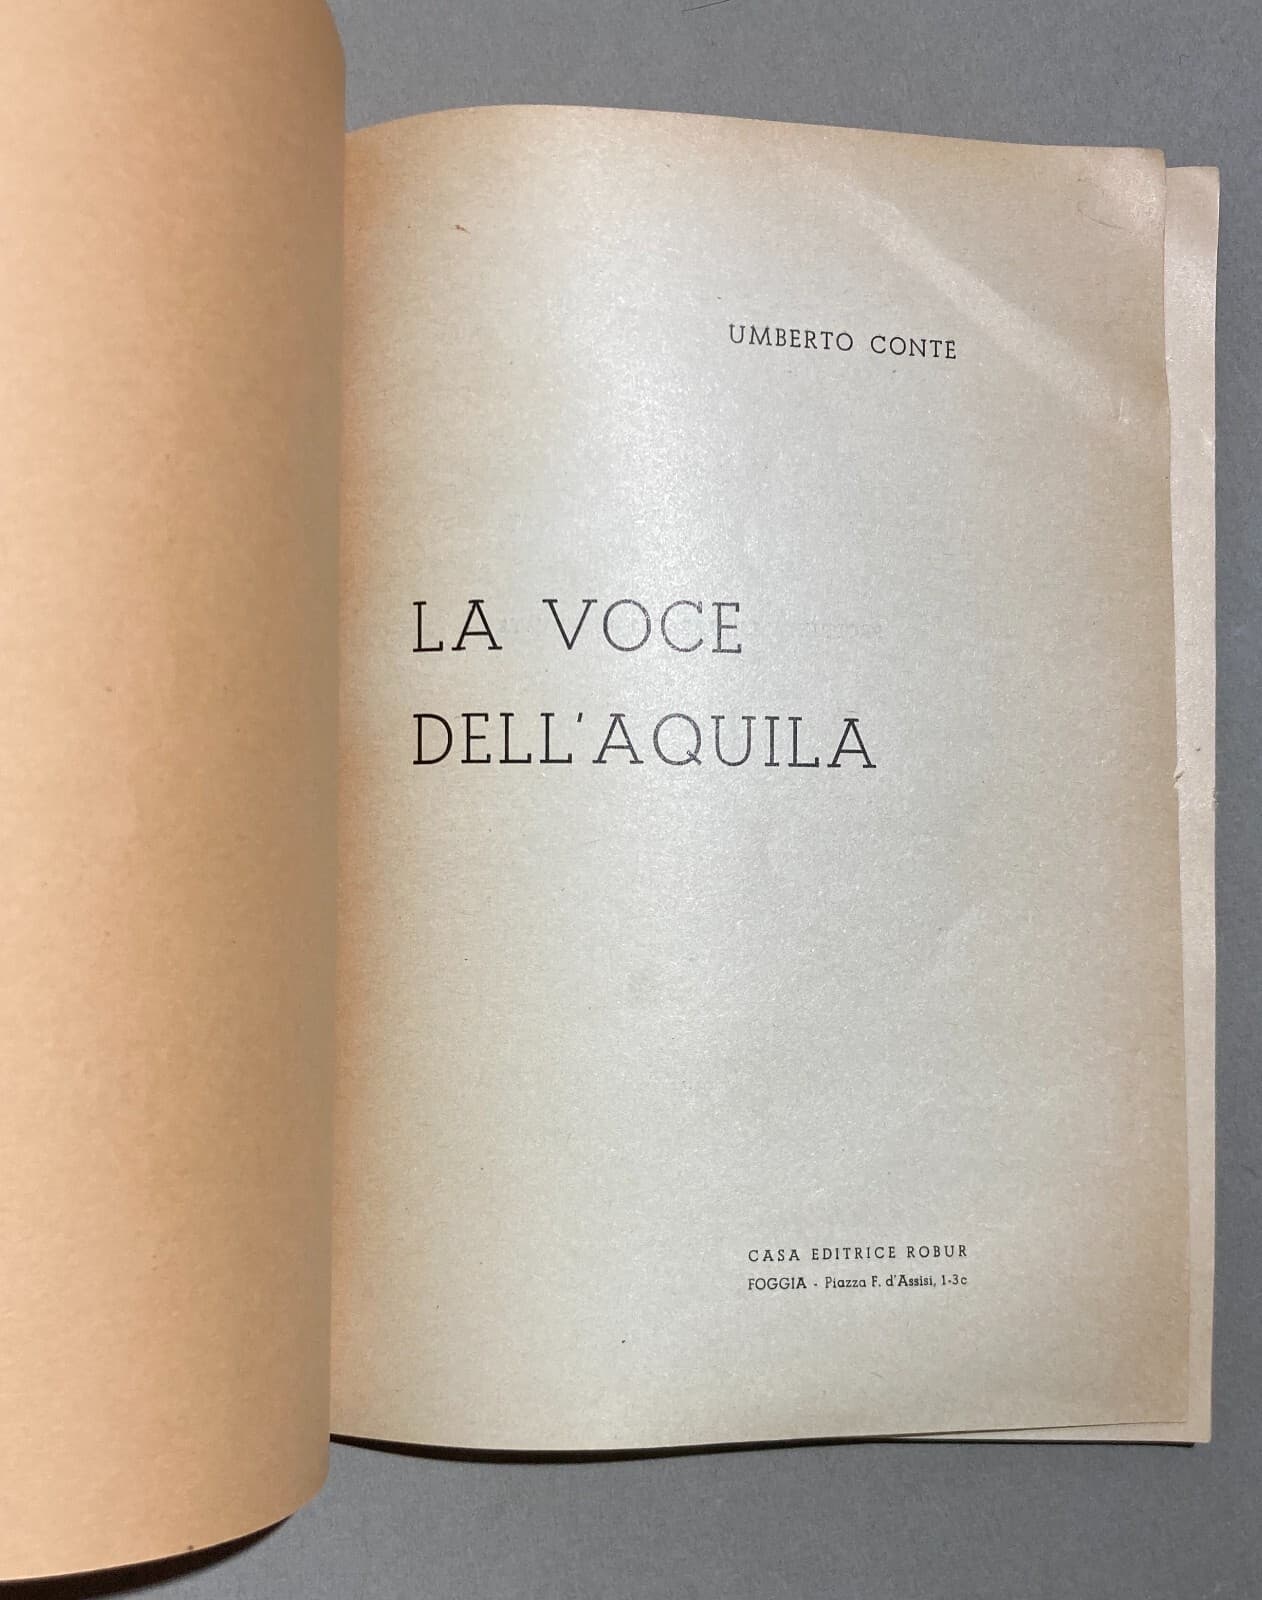 UMBERTO CONTE
LA VOCE
DELL'AQUILA
CASA EDITRICE ROBUR
FOGGIA - Piazza F. d'Assisi, 1-3c